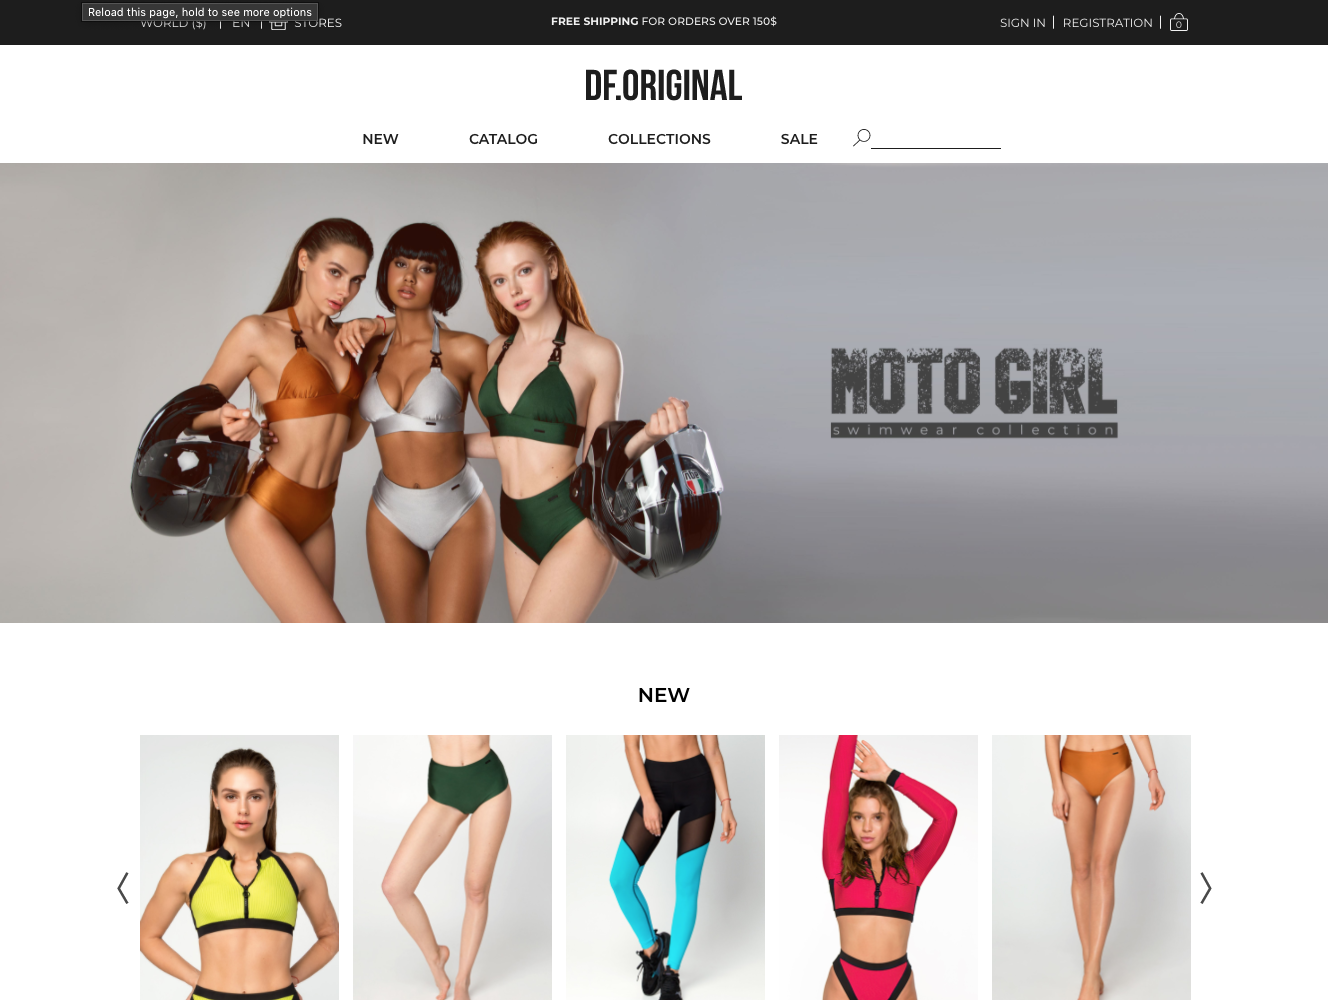 Reload this page, hold to see more options
WORLD ($) EN STORES
FREE SHIPPING FOR ORDERS OVER 150$
SIGN IN REGISTRATION 0
DF.ORIGINAL
NEW CATALOG COLLECTIONS SALE
MOTO GIRL
swimwear collection
NEW